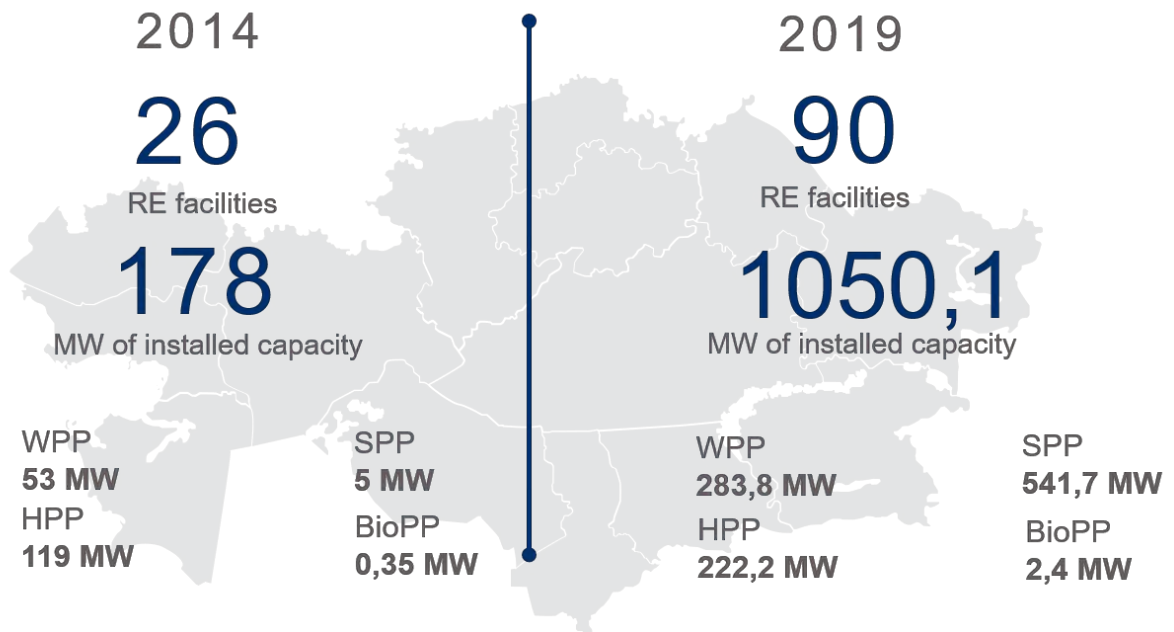 2014
26
RE facilities
178
MW of installed capacity
WPP
53 MW
HPP
119 MW
SPP
5 MW
BioPP
0,35 MW
2019
90
RE facilities
1050,1
MW of installed capacity
WPP
283,8 MW
HPP
222,2 MW
SPP
541,7 MW
BioPP
2,4 MW